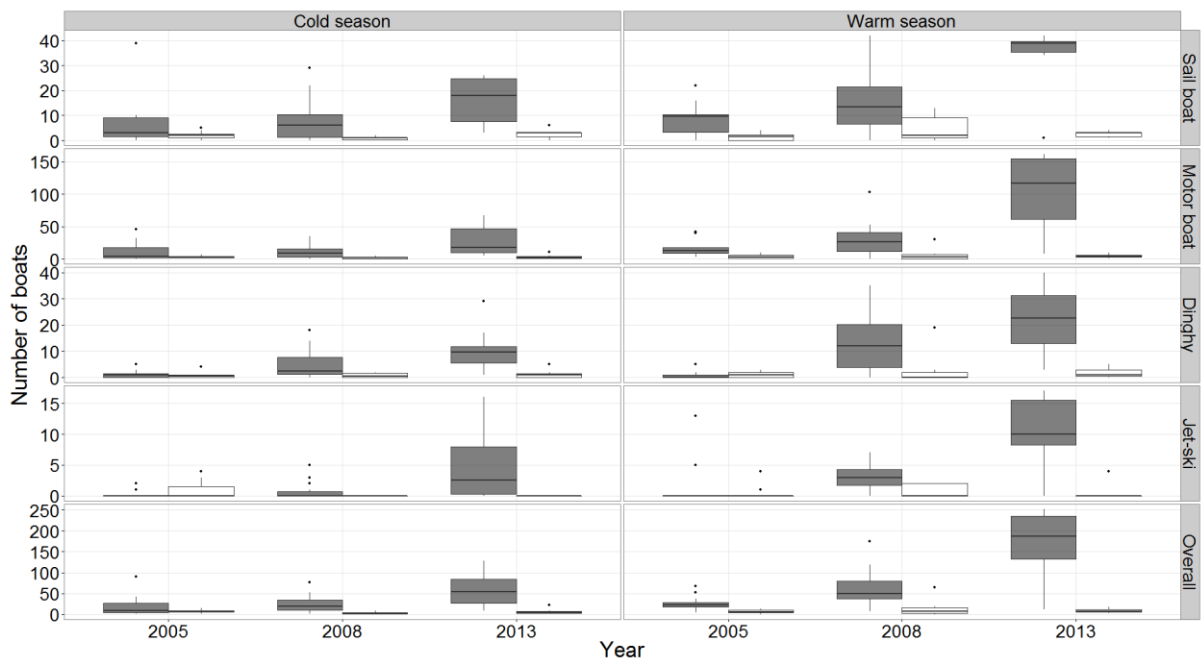 Cold season
Warm season
Number of boats
40
30
20
10
0
Sail boat
150
100
50
0
Motor boat
40
30
20
10
0
Dinghy
15
10
5
0
Jet-ski
250
200
150
100
50
0
Overall
2005 2008 2013
2005 2008 2013
Year